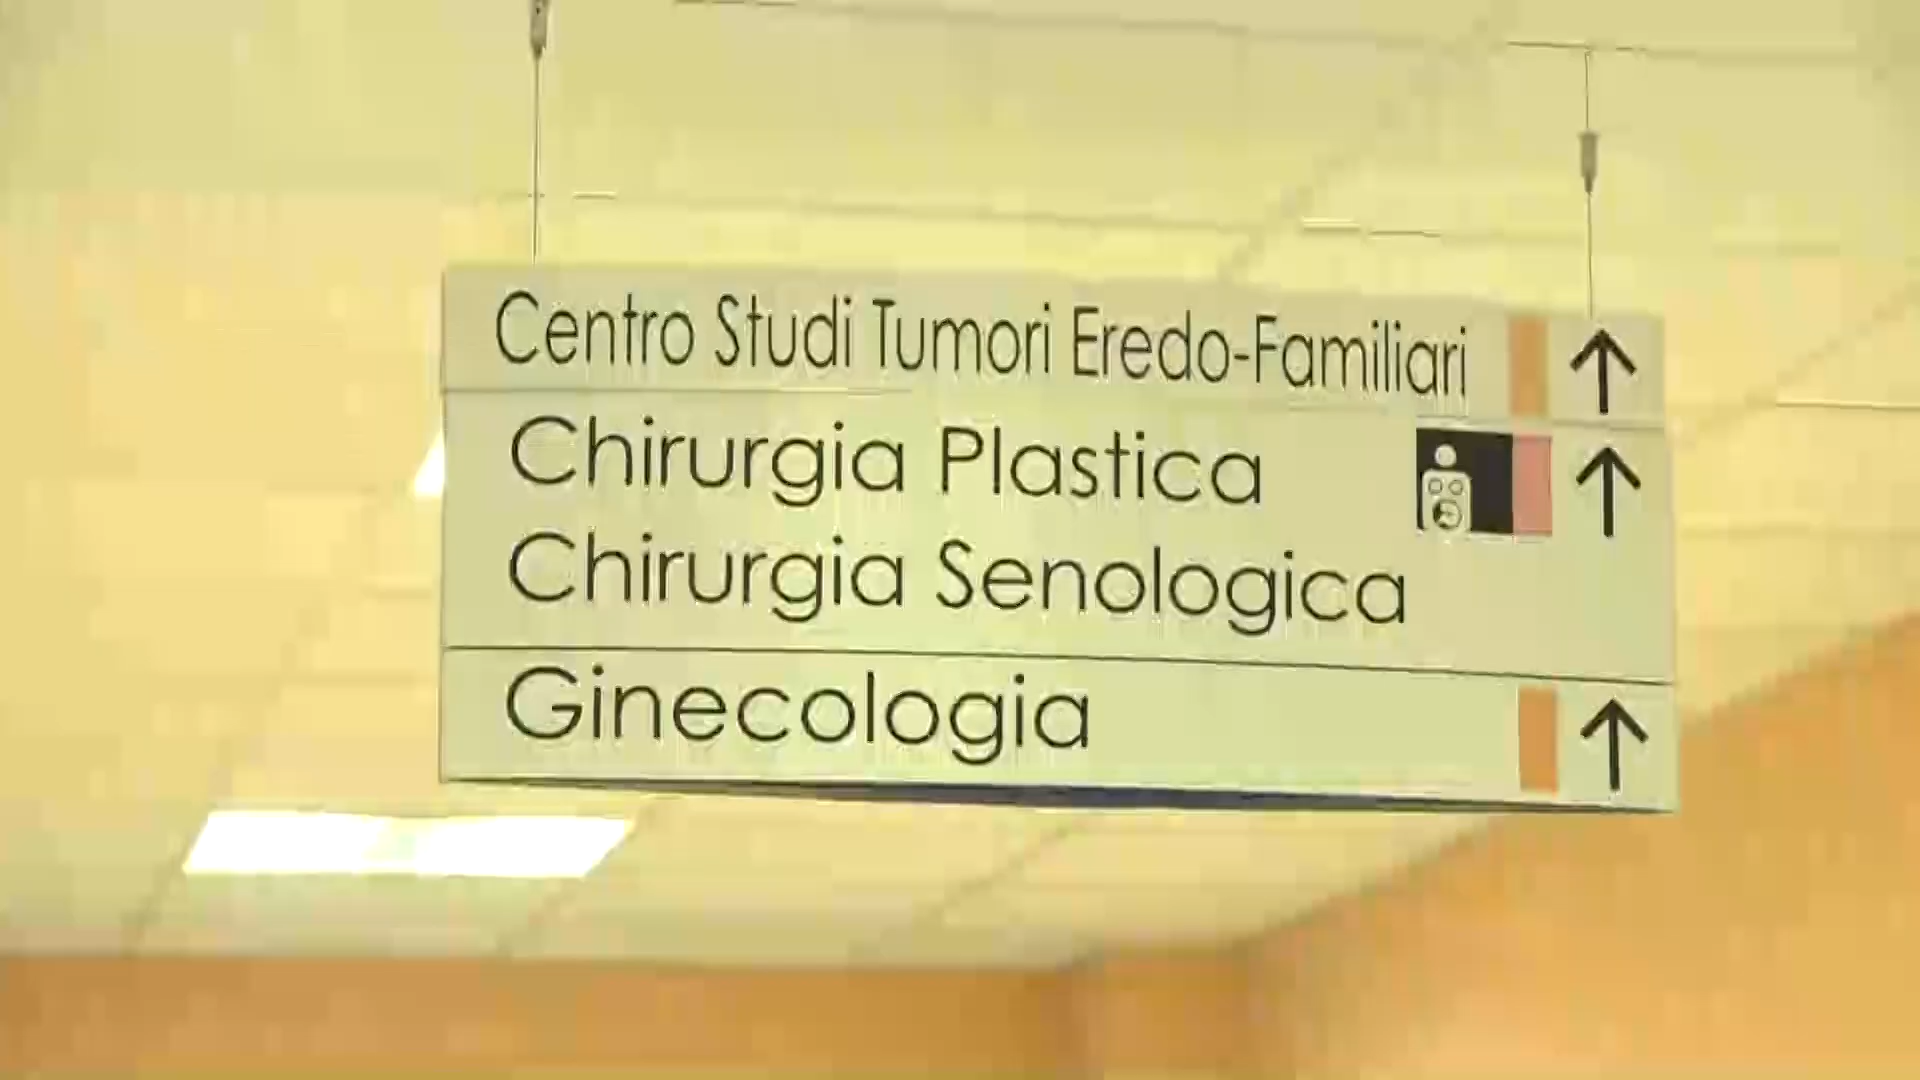 Centro Studi Tumori Eredo-Familiari
Chirurgia Plastica
Chirurgia Senologica
Ginecologia